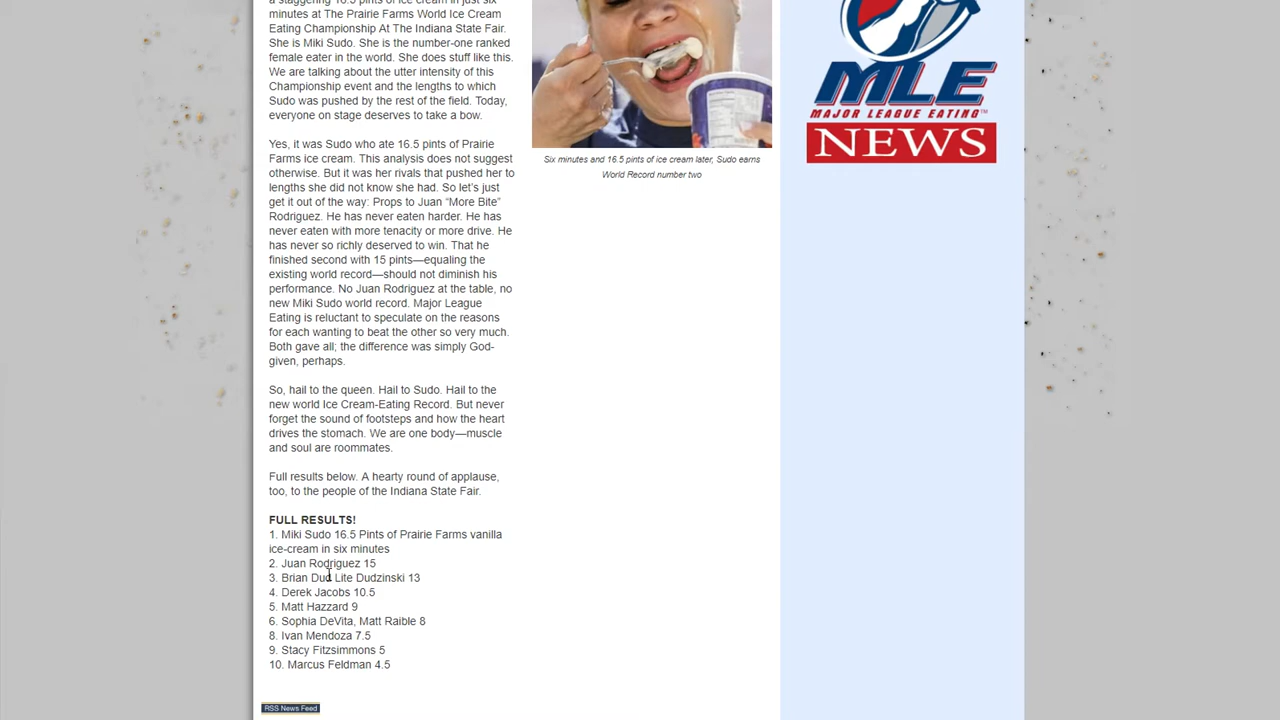 a staggering 16.5 pints of ice cream in just six
minutes at The Prairie Farms World Ice Cream
Eating Championship At The Indiana State Fair.
She is Miki Sudo. She is the number-one ranked
female eater in the world. She does stuff like this.
We are talking about the utter intensity of this
Championship event and the lengths to which
Sudo was pushed by the rest of the field. Today,
everyone on stage deserves to take a bow.
Yes, it was Sudo who ate 16.5 pints of Prairie
Farms ice cream. This analysis does not suggest
otherwise. But it was her rivals that pushed her to
lengths she did not know she had. So let's just
get it out of the way: Props to Juan “More Bite”
Rodriguez. He has never eaten harder. He has
never eaten with more tenacity or more drive. He
has never so richly deserved to win. That he
finished second with 15 pints—equaling the
existing world record—should not diminish his
performance. No Juan Rodriguez at the table, no
new Miki Sudo world record. Major League
Eating is reluctant to speculate on the reasons
for each wanting to beat the other so very much.
Both gave all; the difference was simply God-
given, perhaps.
So, hail to the queen. Hail to Sudo. Hail to the
new world Ice Cream-Eating Record. But never
forget the sound of footsteps and how the heart
drives the stomach. We are one body—muscle
and soul are roommates.
Full results below. A hearty round of applause,
too, to the people of the Indiana State Fair.
FULL RESULTS!
1. Miki Sudo 16.5 Pints of Prairie Farms vanilla
ice-cream in six minutes
2. Juan Rodriguez 15
3. Brian Dud Lite Dudzinski 13
4. Derek Jacobs 10.5
5. Matt Hazzard 9
6. Sophia DeVita, Matt Raible 8
8. Ivan Mendoza 7.5
9. Stacy Fitzsimmons 5
10. Marcus Feldman 4.5
RSS News Feed
Six minutes and 16.5 pints of ice cream later, Sudo earns
World Record number two
MLE
MAJOR LEAGUE EATING™
NEWS